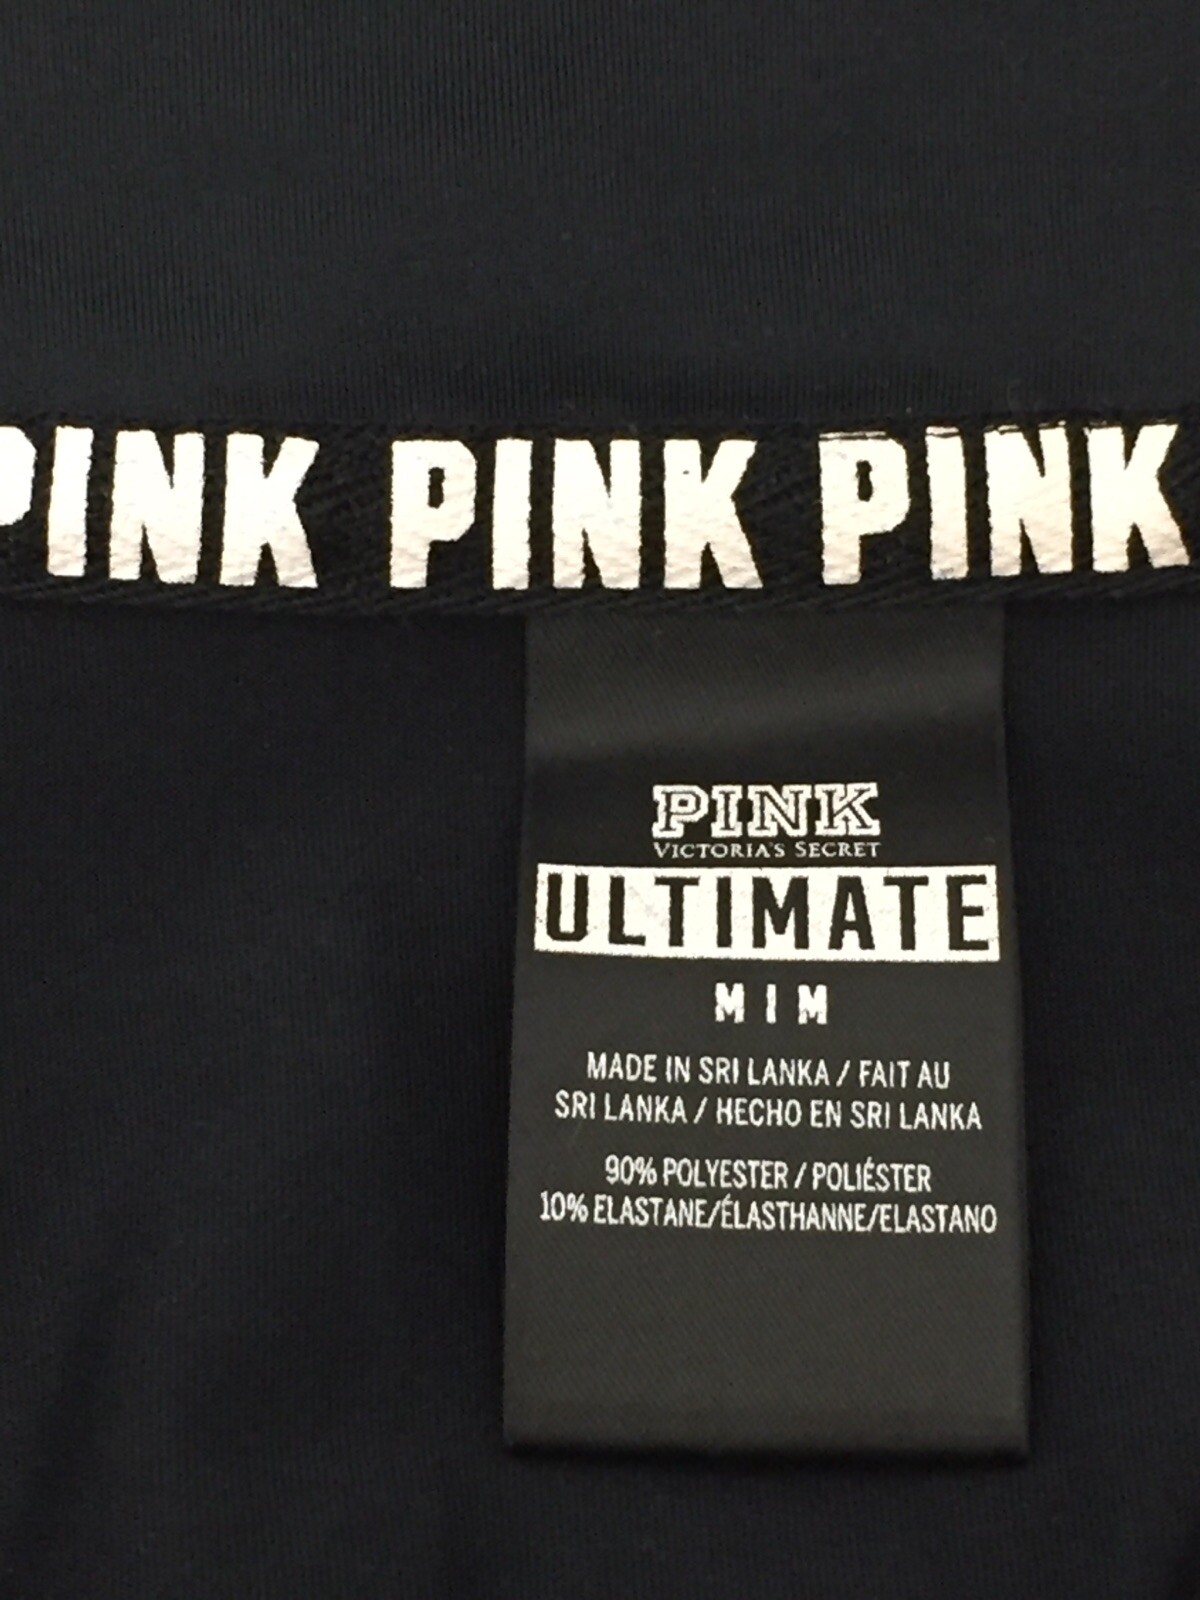 PINK PINK PINK
PINK
VICTORIA'S SECRET
ULTIMATE
M I M
MADE IN SRI LANKA / FAIT AU
SRI LANKA / HECHO EN SRI LANKA
90% POLYESTER / POLIÉSTER
10% ELASTANE/ÉLASTHANNE/ELASTANO